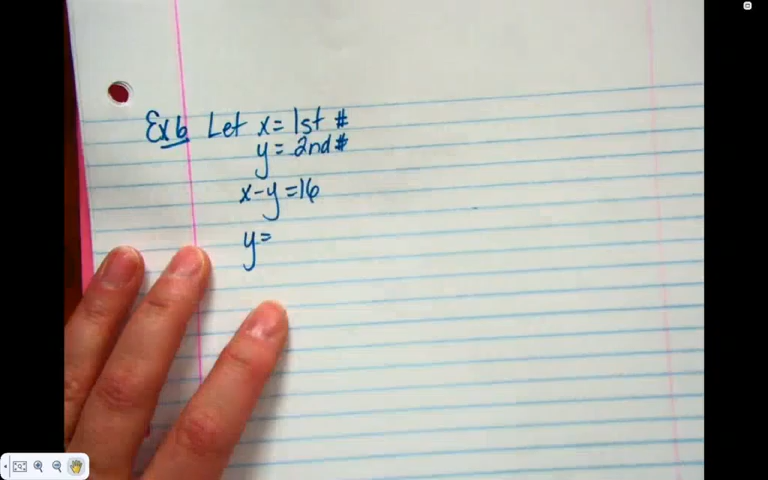 Ex6 Let x = 1st #
y = 2nd #
x - y = 16
y =